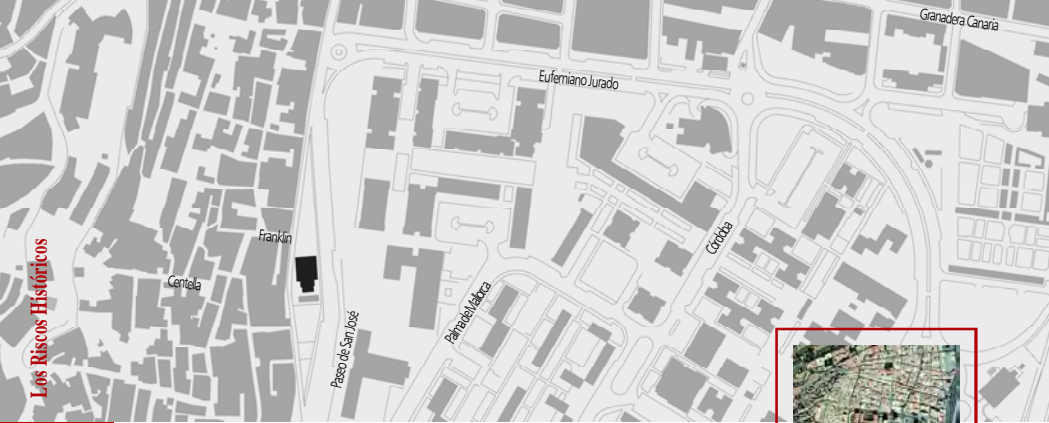 Granadera Canaria
Eufemiano Jurado
Córdoba
Franklin
Centella
Palma de Mallorca
Paseo de San José
Los Riscos Históricos